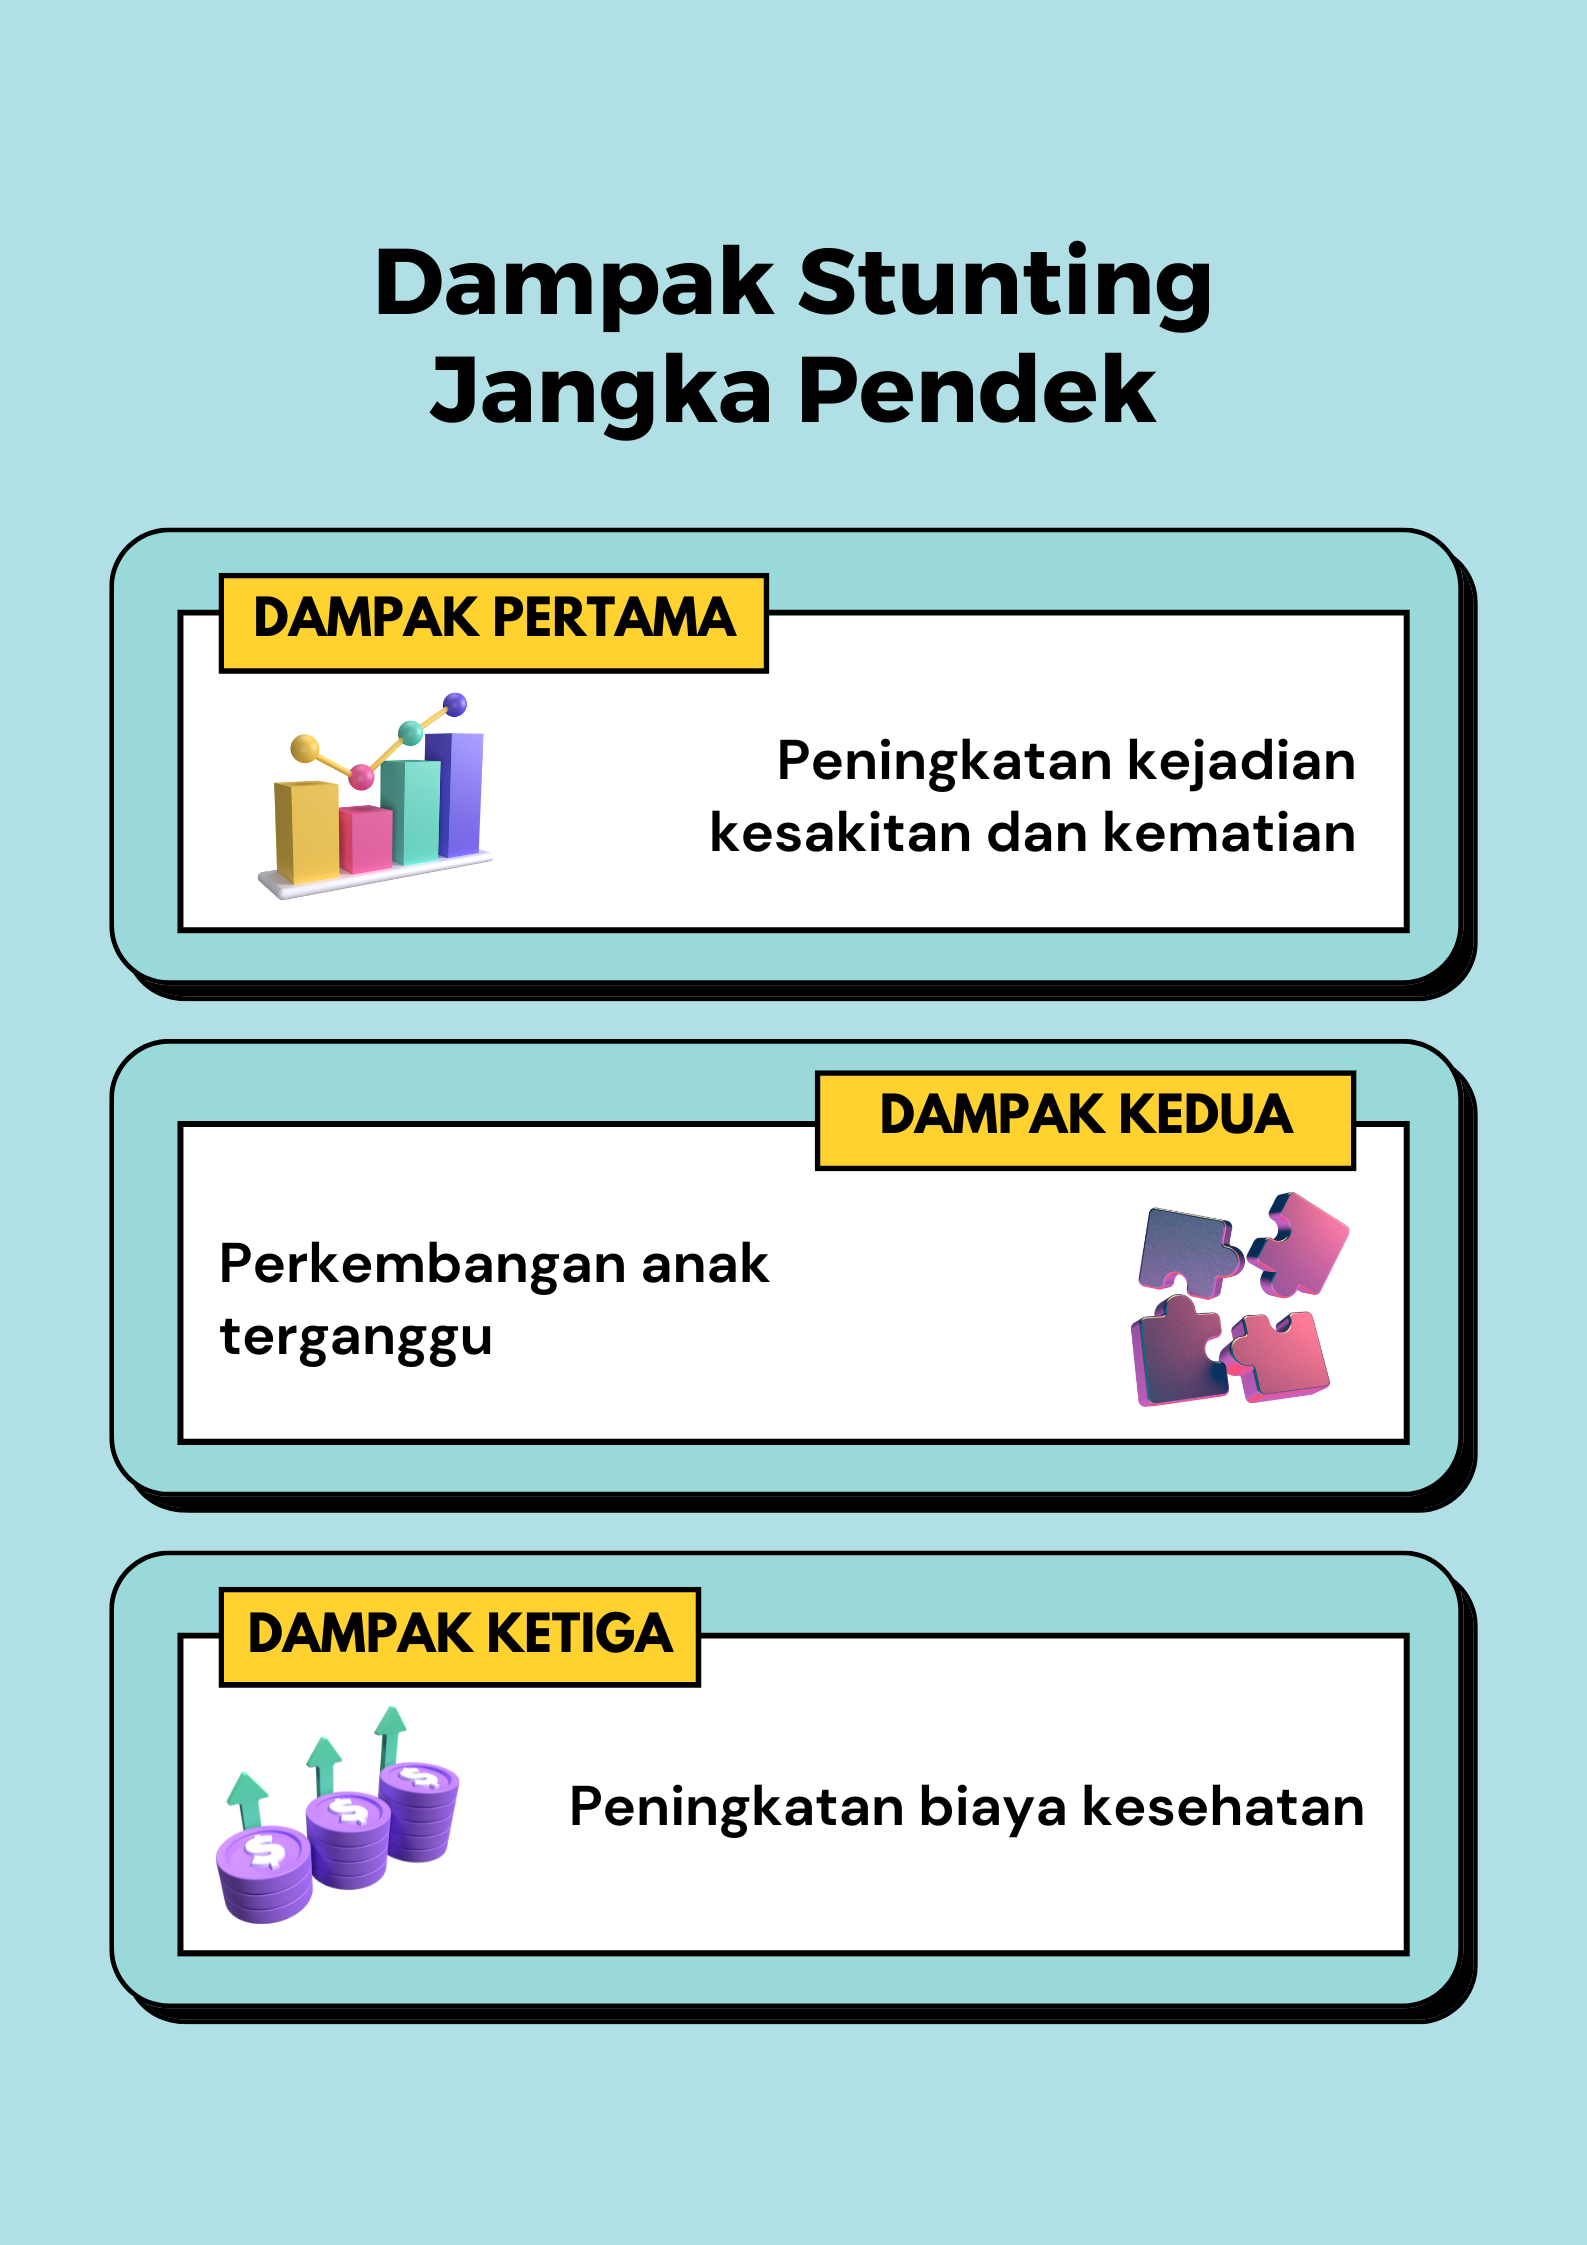 Dampak Stunting
Jangka Pendek
DAMPAK PERTAMA
Peningkatan kejadian
kesakitan dan kematian
DAMPAK KEDUA
Perkembangan anak
terganggu
DAMPAK KETIGA
$
$
$
Peningkatan biaya kesehatan